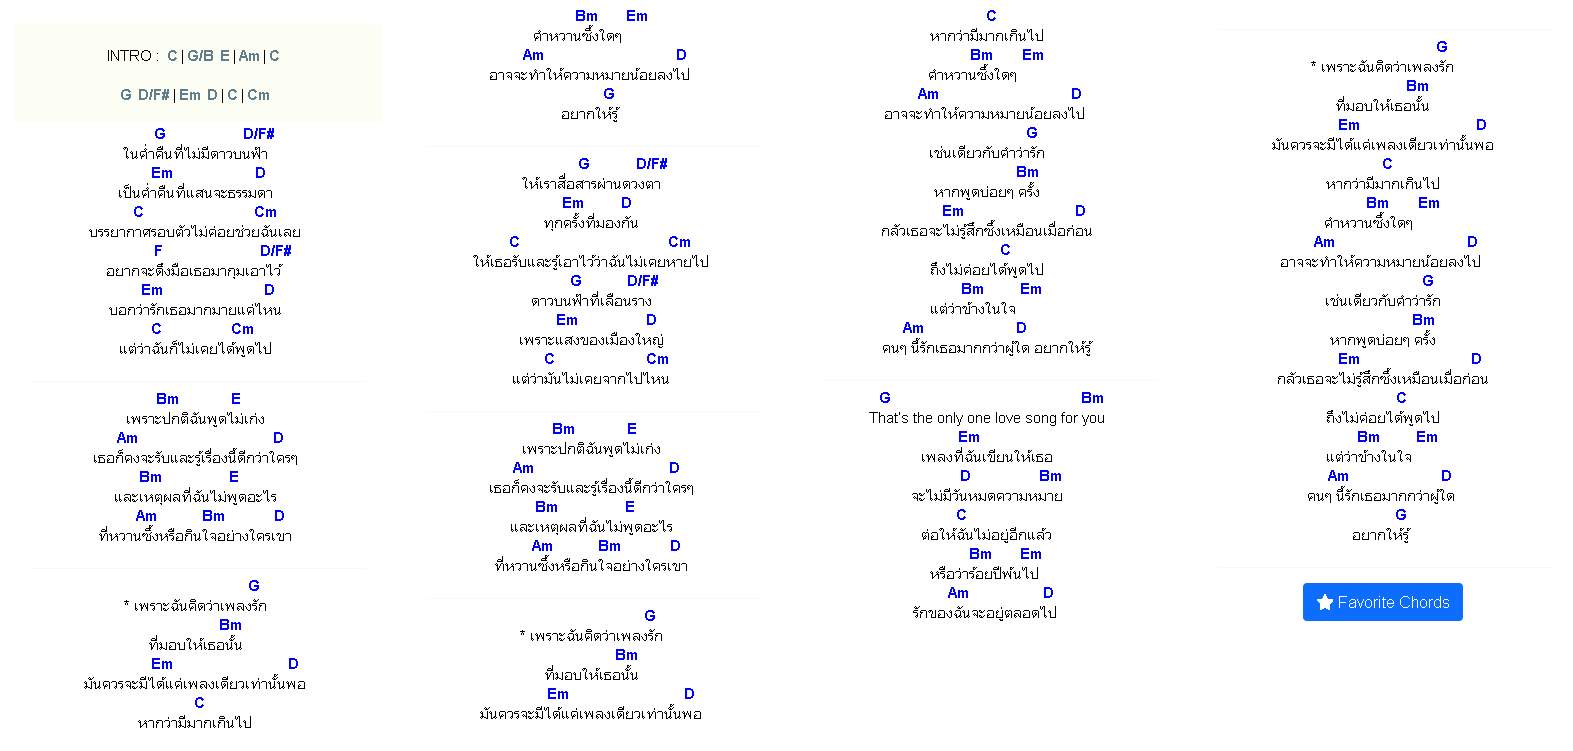 INTRO : C | G/B E | Am | C
G D/F# | Em D | C | Cm
G D/F#
ในค่ำคืนที่ไม่มีดาวบนฟ้า
Em D
เป็นค่ำคืนที่แสนจะธรรมดา
C Cm
บรรยากาศรอบตัวไม่ค่อยช่วยฉันเลย
F D/F#
อยากจะดึงมือเธอมากุมเอาไว้
Em D
บอกว่ารักเธอมากมายแค่ไหน
C Cm
แต่ว่าฉันก็ไม่เคยได้พูดไป
Bm E
เพราะปกติฉันพูดไม่เก่ง
Am D
เธอก็คงจะรับและรู้เรื่องนี้ดีกว่าใครๆ
Bm E
และเหตุผลที่ฉันไม่พูดอะไร
Am Bm D
ที่หวานซึ้งหรือกินใจอย่างใครเขา
G
* เพราะฉันคิดว่าเพลงรัก
Bm
ที่มอบให้เธอนั้น
Em D
มันควรจะมีได้แค่เพลงเดียวเท่านั้นพอ
C
หากว่ามีมากเกินไป
Bm Em
คำหวานซึ้งใดๆ
Am D
อาจจะทำให้ความหมายน้อยลงไป
G
อยากให้รู้
G D/F#
ให้เราสื่อสารผ่านดวงตา
Em D
ทุกครั้งที่มองกัน
C Cm
ให้เธอรับและรู้เอาไว้ว่าฉันไม่เคยหายไป
G D/F#
ดาวบนฟ้าที่เลือนราง
Em D
เพราะแสงของเมืองใหญ่
C Cm
แต่ว่ามันไม่เคยจากไปไหน
Bm E
เพราะปกติฉันพูดไม่เก่ง
Am D
เธอก็คงจะรับและรู้เรื่องนี้ดีกว่าใครๆ
Bm E
และเหตุผลที่ฉันไม่พูดอะไร
Am Bm D
ที่หวานซึ้งหรือกินใจอย่างใครเขา
G
* เพราะฉันคิดว่าเพลงรัก
Bm
ที่มอบให้เธอนั้น
Em D
มันควรจะมีได้แค่เพลงเดียวเท่านั้นพอ
C
หากว่ามีมากเกินไป
Bm Em
คำหวานซึ้งใดๆ
Am D
อาจจะทำให้ความหมายน้อยลงไป
G
เช่นเดียวกับคำว่ารัก
Bm
หากพูดบ่อยๆ ครั้ง
Em D
กลัวเธอจะไม่รู้สึกซึ้งเหมือนเมื่อก่อน
C
ถึงไม่ค่อยได้พูดไป
Bm Em
แต่ว่าข้างในใจ
Am D
คนๆ นี้รักเธอมากกว่าผู้ใด อยากให้รู้
G Bm
That's the only one love song for you
Em
เพลงที่ฉันเขียนให้เธอ
D Bm
จะไม่มีวันหมดความหมาย
C
ต่อให้ฉันไม่อยู่อีกแล้ว
Bm Em
หรือว่าร้อยปีพ้นไป
Am D
รักของฉันจะอยู่ตลอดไป
G
* เพราะฉันคิดว่าเพลงรัก
Bm
ที่มอบให้เธอนั้น
Em D
มันควรจะมีได้แค่เพลงเดียวเท่านั้นพอ
C
หากว่ามีมากเกินไป
Bm Em
คำหวานซึ้งใดๆ
Am D
อาจจะทำให้ความหมายน้อยลงไป
G
เช่นเดียวกับคำว่ารัก
Bm
หากพูดบ่อยๆ ครั้ง
Em D
กลัวเธอจะไม่รู้สึกซึ้งเหมือนเมื่อก่อน
C
ถึงไม่ค่อยได้พูดไป
Bm Em
แต่ว่าข้างในใจ
Am D
คนๆ นี้รักเธอมากกว่าผู้ใด
G
อยากให้รู้
Favorite Chords